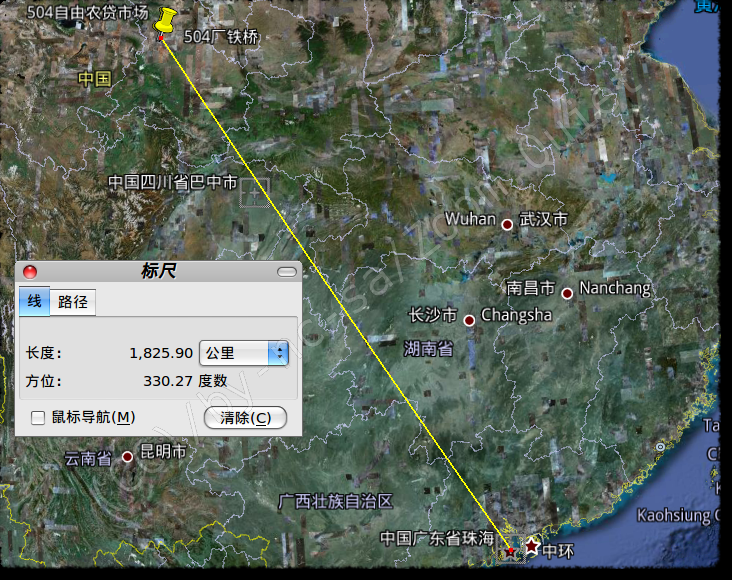 504自由农贷市场
504厂铁桥
黄
中国
中国四川省巴中市
Wuhan 武汉市
标尺
南昌市 Nanchang
线 路径
长沙市 Changsha
湖南省
长度: 1,825.90 公里
方位: 330.27 度数
鼠标导航(M) 清除(C)
云南省 昆明市
广西壮族自治区
Kaohsiung C
中国广东省珠海
中环